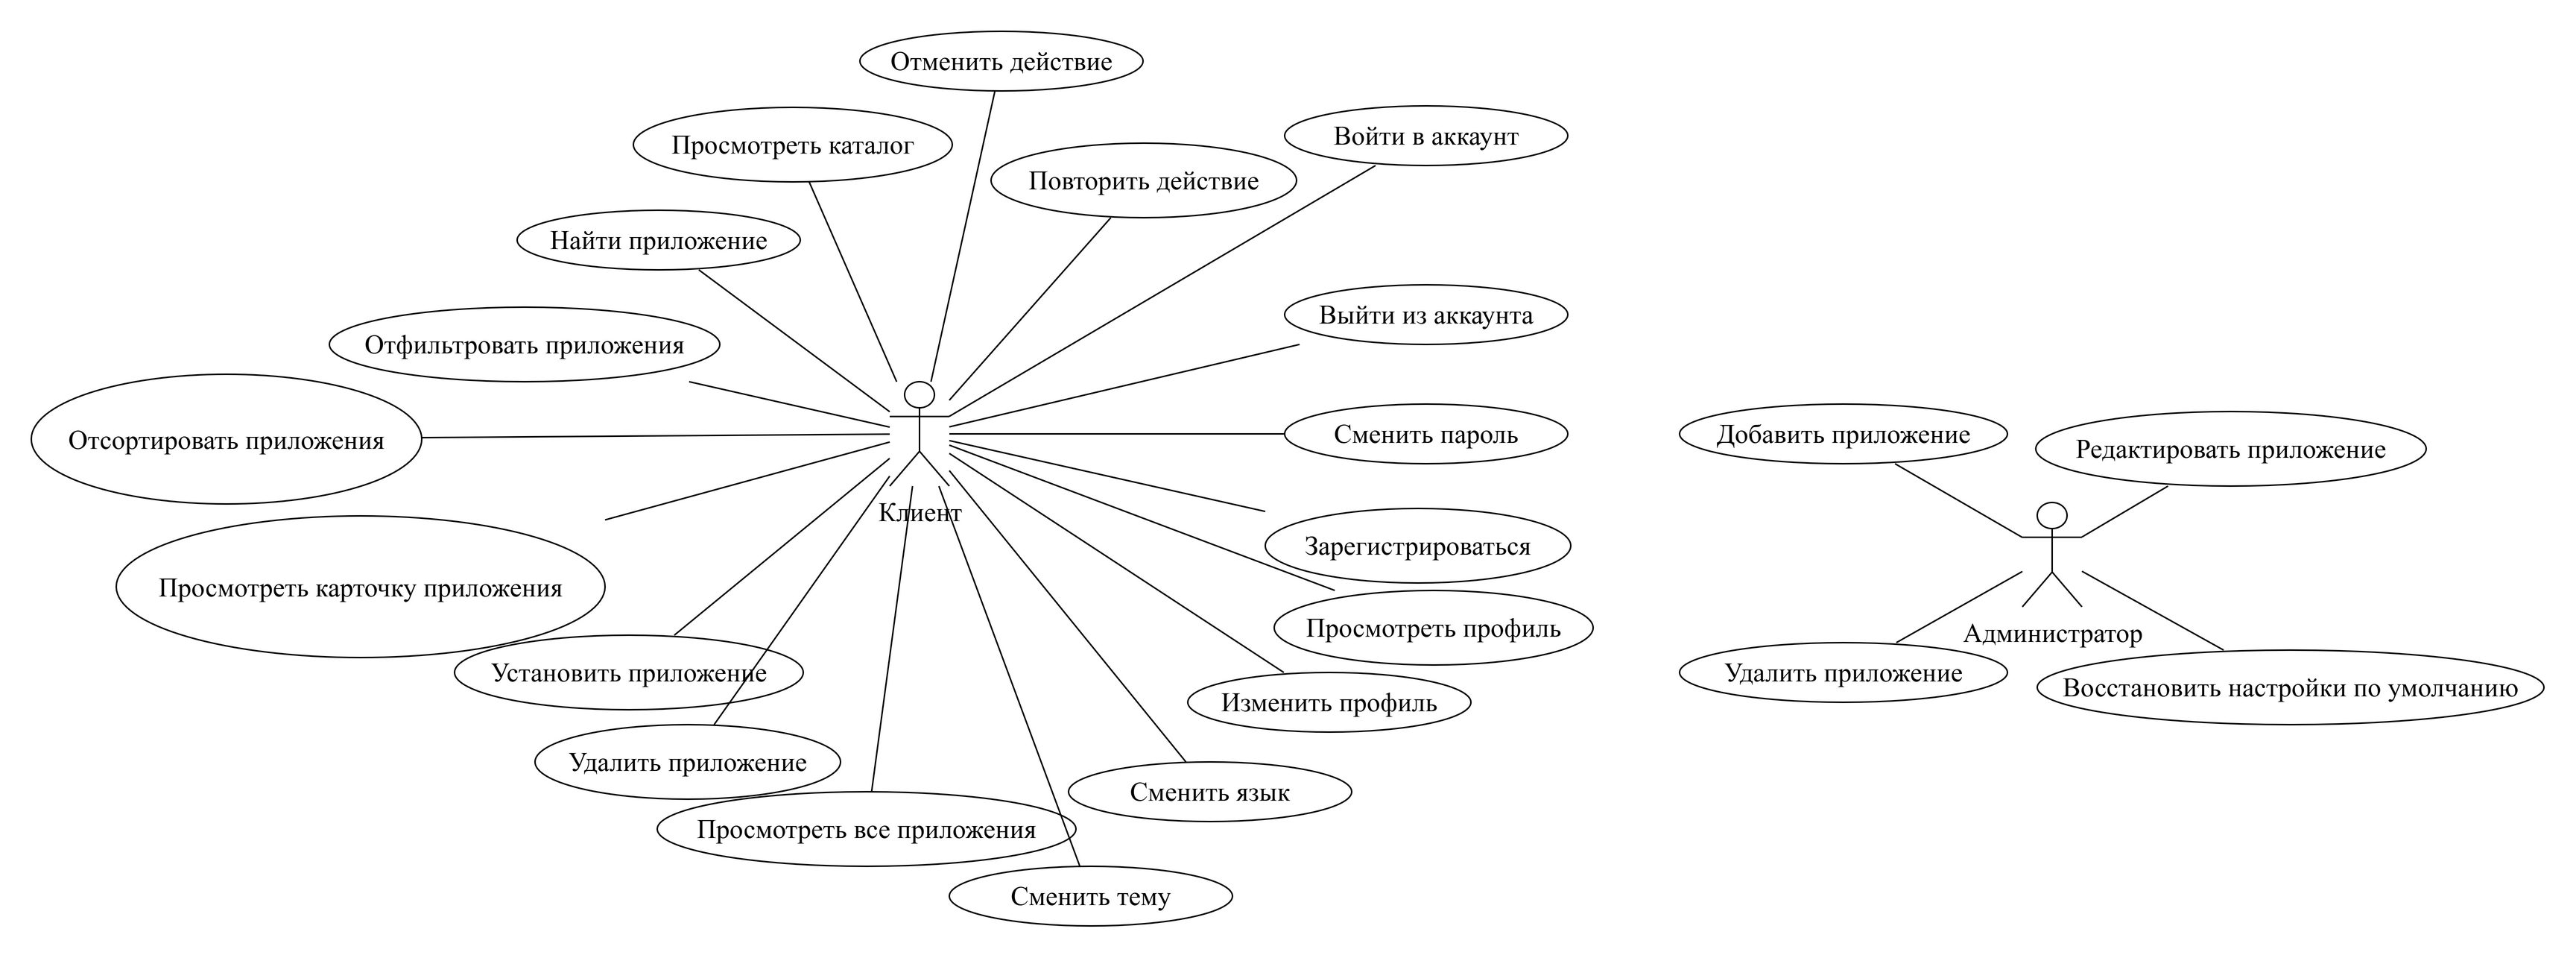 Отменить действие
Войти в аккаунт
Просмотреть каталог
Повторить действие
Найти приложение
Выйти из аккаунта
Отфильтровать приложения
Сменить пароль
Отсортировать приложения
Клиент
Зарегистрироваться
Просмотреть карточку приложения
Просмотреть профиль
Установить приложение
Изменить профиль
Удалить приложение
Сменить язык
Просмотреть все приложения
Сменить тему
Добавить приложение
Редактировать приложение
Администратор
Удалить приложение
Восстановить настройки по умолчанию